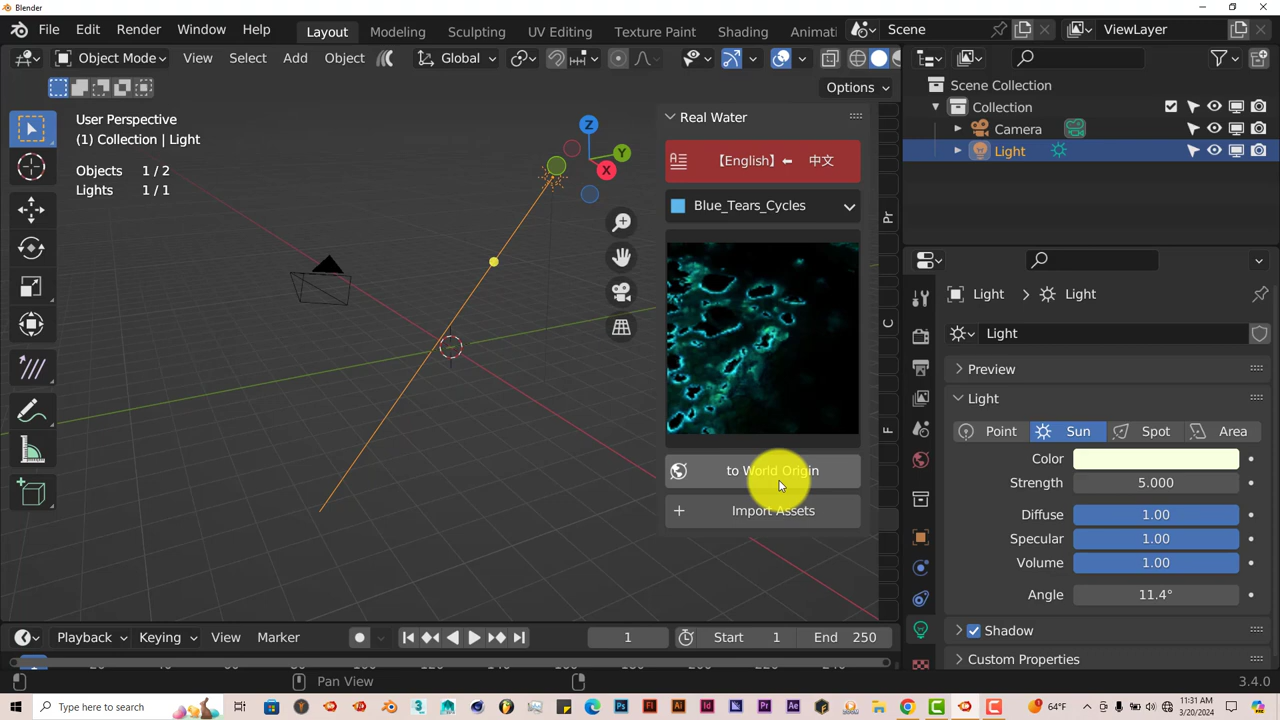 Blender
File Edit Render Window Help Layout Modeling Sculpting UV Editing Texture Paint Shading Animati Scene ViewLayer
Object Mode View Select Add Object Global
Options
User Perspective
(1) Collection | Light
Objects 1 / 2
Lights 1 / 1
Z
Y
X
Real Water
【English】 中文
Blue_Tears_Cycles
to World Origin
Import Assets
Pr
C
F
Scene Collection
Collection
Camera
Light
Light Light
Light
Preview
Light
Point Sun Spot Area
Color
Strength 5.000
Diffuse 1.00
Specular 1.00
Volume 1.00
Angle 11.4°
Shadow
Custom Properties
Playback Keying View Marker 1 Start 1 End 250
Pan View 3.4.0
Type here to search
64°F
11:31 AM
3/20/2024